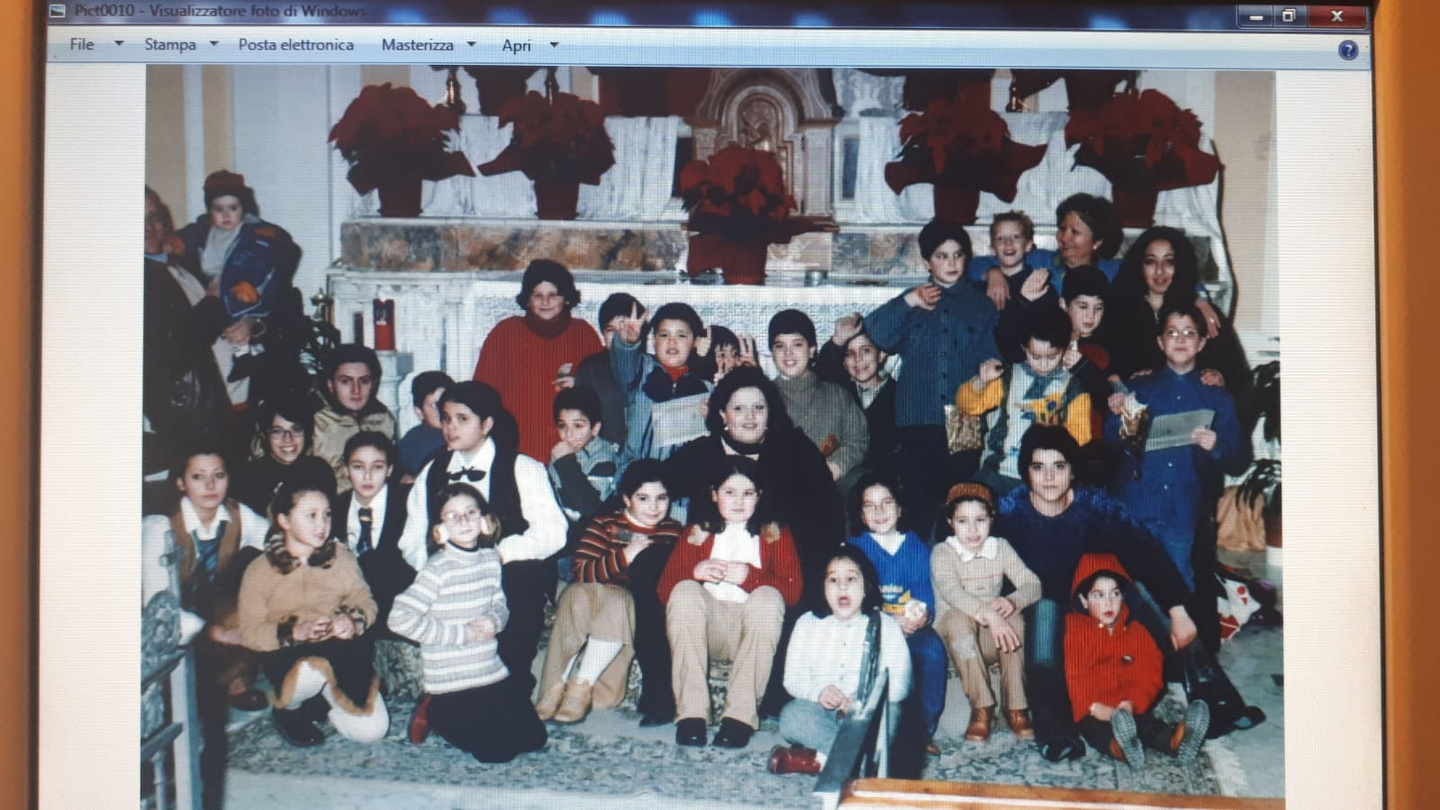 Pict0010 - Visualizzatore foto di Windows
File Stampa Posta elettronica Masterizza Apri